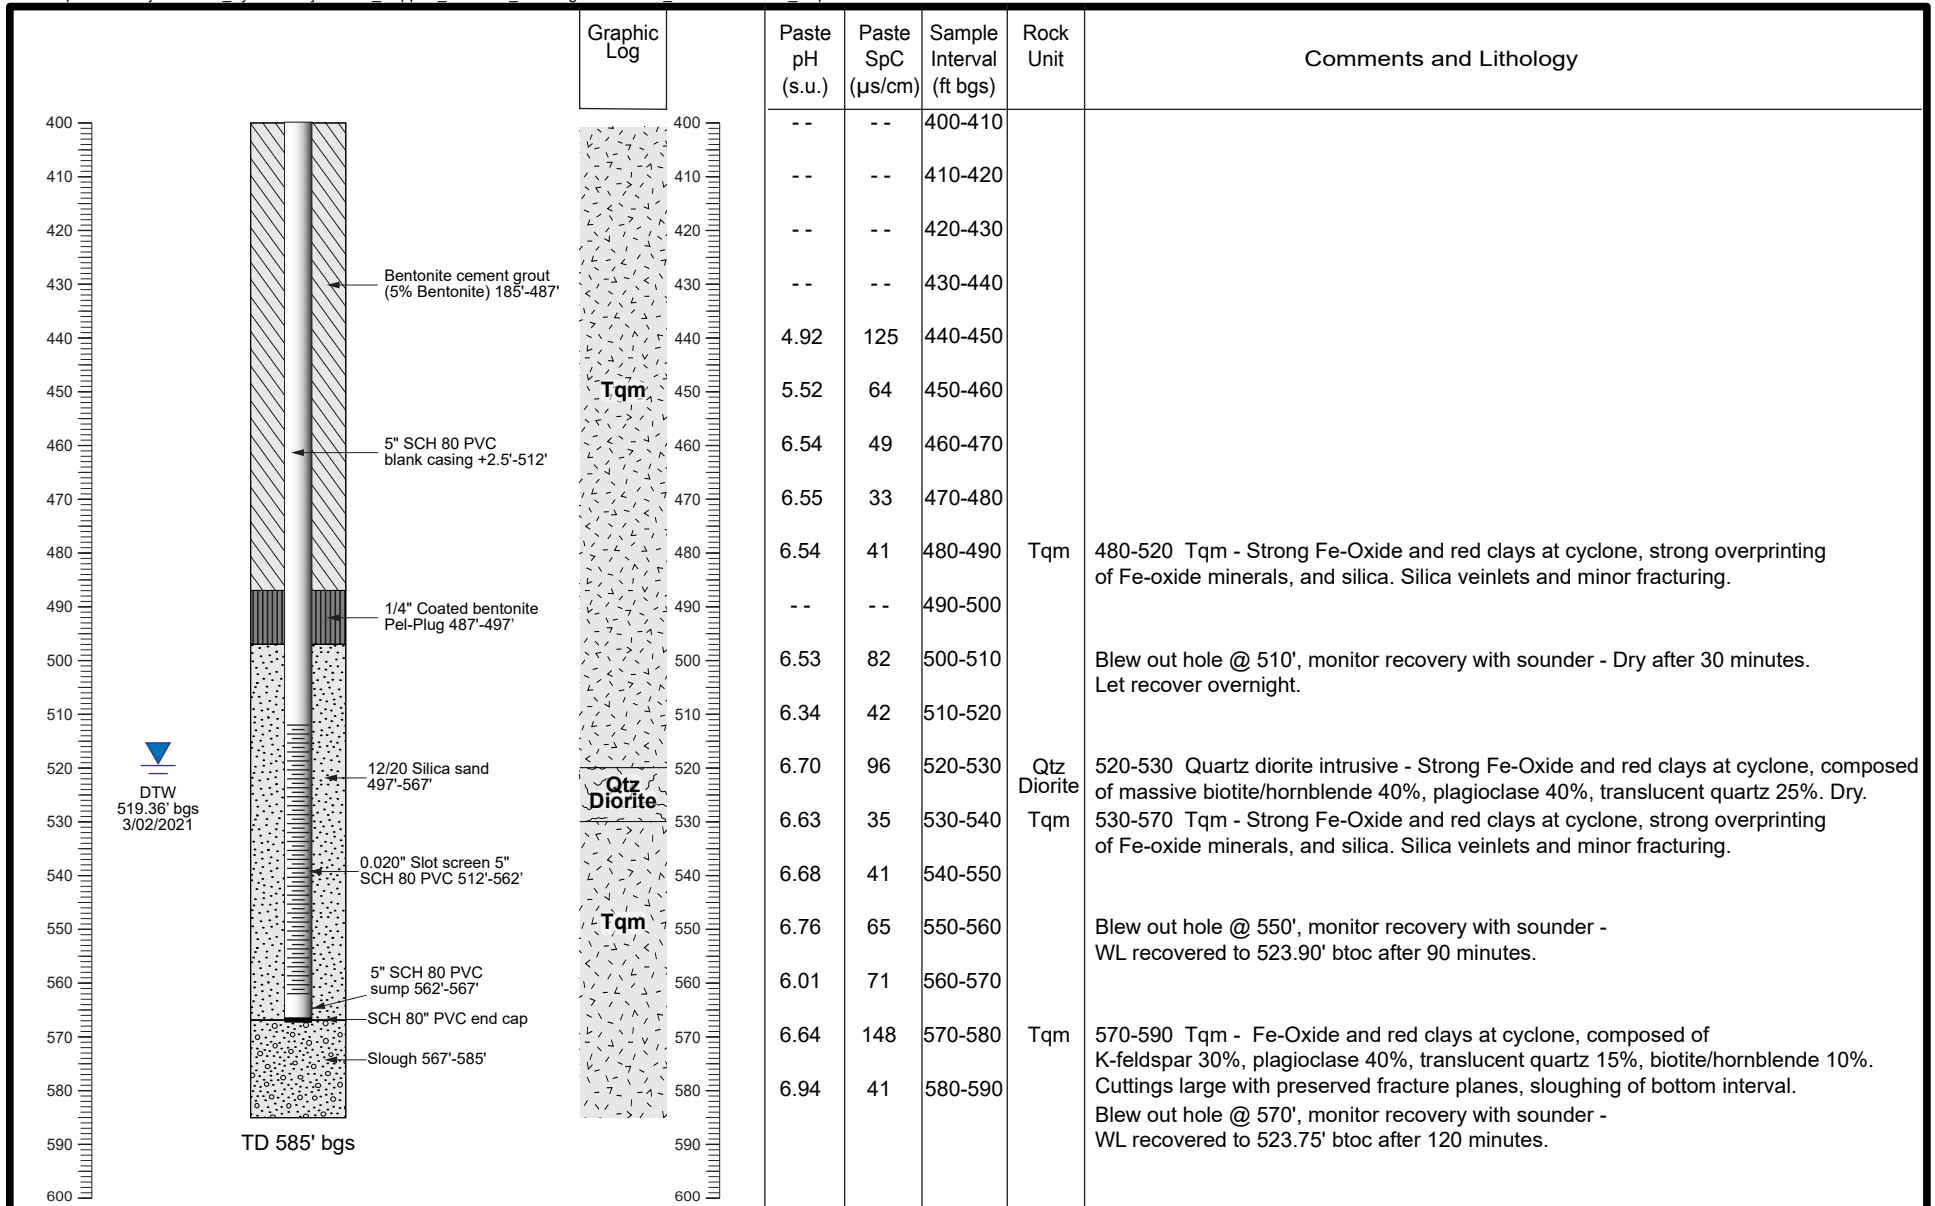 Graphic
Log
Paste
pH
(s.u.)
Paste
SpC
(µs/cm)
Sample
Interval
(ft bgs)
Rock
Unit
Comments and Lithology
400
410
420
430
440
450
460
470
480
490
500
510
520
530
540
550
560
570
580
590
600
DTW
519.36' bgs
3/02/2021
Bentonite cement grout
(5% Bentonite) 185'-487'
5" SCH 80 PVC
blank casing +2.5'-512'
1/4" Coated bentonite
Pel-Plug 487'-497'
12/20 Silica sand
497'-567'
0.020" Slot screen 5"
SCH 80 PVC 512'-562'
5" SCH 80 PVC
sump 562'-567'
SCH 80" PVC end cap
Slough 567'-585'
TD 585' bgs
Tqm
Qtz
Diorite
Tqm
400
410
420
430
440
450
460
470
480
490
500
510
520
530
540
550
560
570
580
590
600
- - - - 400-410
- - - - 410-420
- - - - 420-430
- - - - 430-440
4.92 125 440-450
5.52 64 450-460
6.54 49 460-470
6.55 33 470-480
6.54 41 480-490 Tqm 480-520 Tqm - Strong Fe-Oxide and red clays at cyclone, strong overprinting
of Fe-oxide minerals, and silica. Silica veinlets and minor fracturing.
- - - - 490-500
6.53 82 500-510 Blew out hole @ 510', monitor recovery with sounder - Dry after 30 minutes.
Let recover overnight.
6.34 42 510-520
6.70 96 520-530 Qtz 520-530 Quartz diorite intrusive - Strong Fe-Oxide and red clays at cyclone, composed
Diorite of massive biotite/hornblende 40%, plagioclase 40%, translucent quartz 25%. Dry.
6.63 35 530-540 Tqm 530-570 Tqm - Strong Fe-Oxide and red clays at cyclone, strong overprinting
of Fe-oxide minerals, and silica. Silica veinlets and minor fracturing.
6.68 41 540-550
6.76 65 550-560 Blew out hole @ 550', monitor recovery with sounder -
WL recovered to 523.90' btoc after 90 minutes.
6.01 71 560-570
6.64 148 570-580 Tqm 570-590 Tqm - Fe-Oxide and red clays at cyclone, composed of
K-feldspar 30%, plagioclase 40%, translucent quartz 15%, biotite/hornblende 10%.
6.94 41 580-590 Cuttings large with preserved fracture planes, sloughing of bottom interval.
Blew out hole @ 570', monitor recovery with sounder -
WL recovered to 523.75' btoc after 120 minutes.